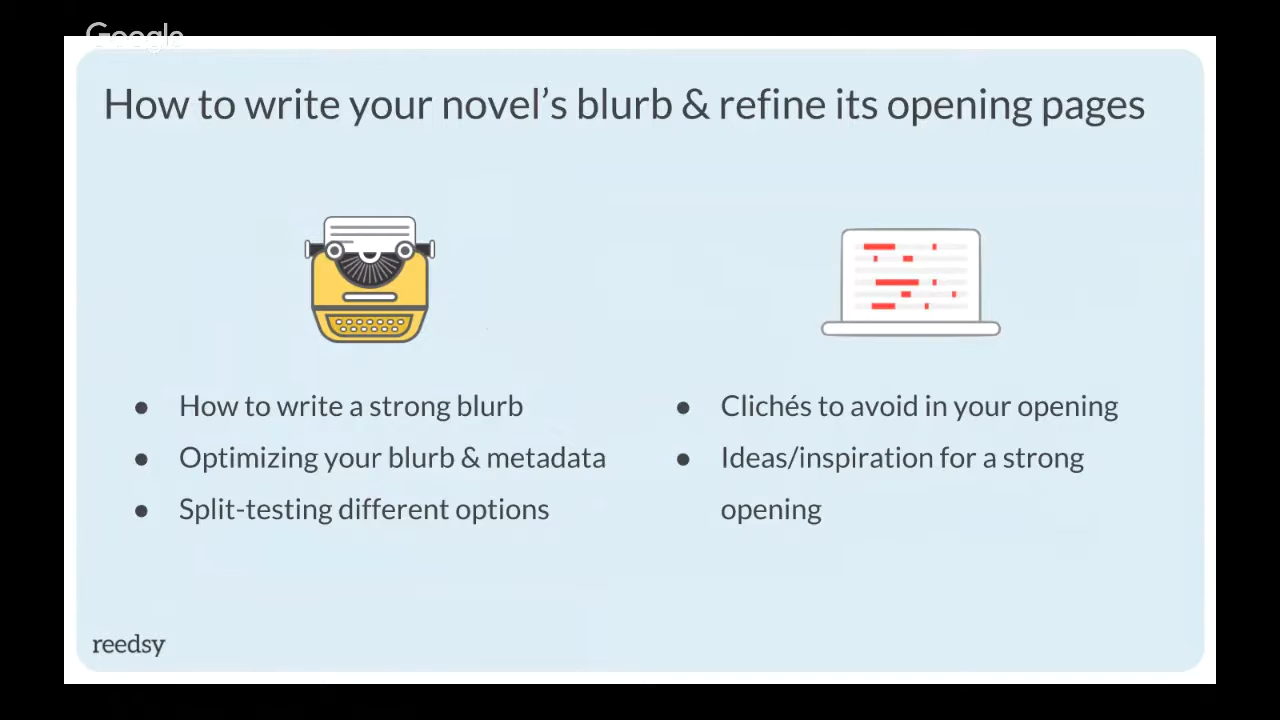 Google
How to write your novel’s blurb & refine its opening pages
● How to write a strong blurb
● Optimizing your blurb & metadata
● Split-testing different options
● Clichés to avoid in your opening
● Ideas/inspiration for a strong
opening
reedsy